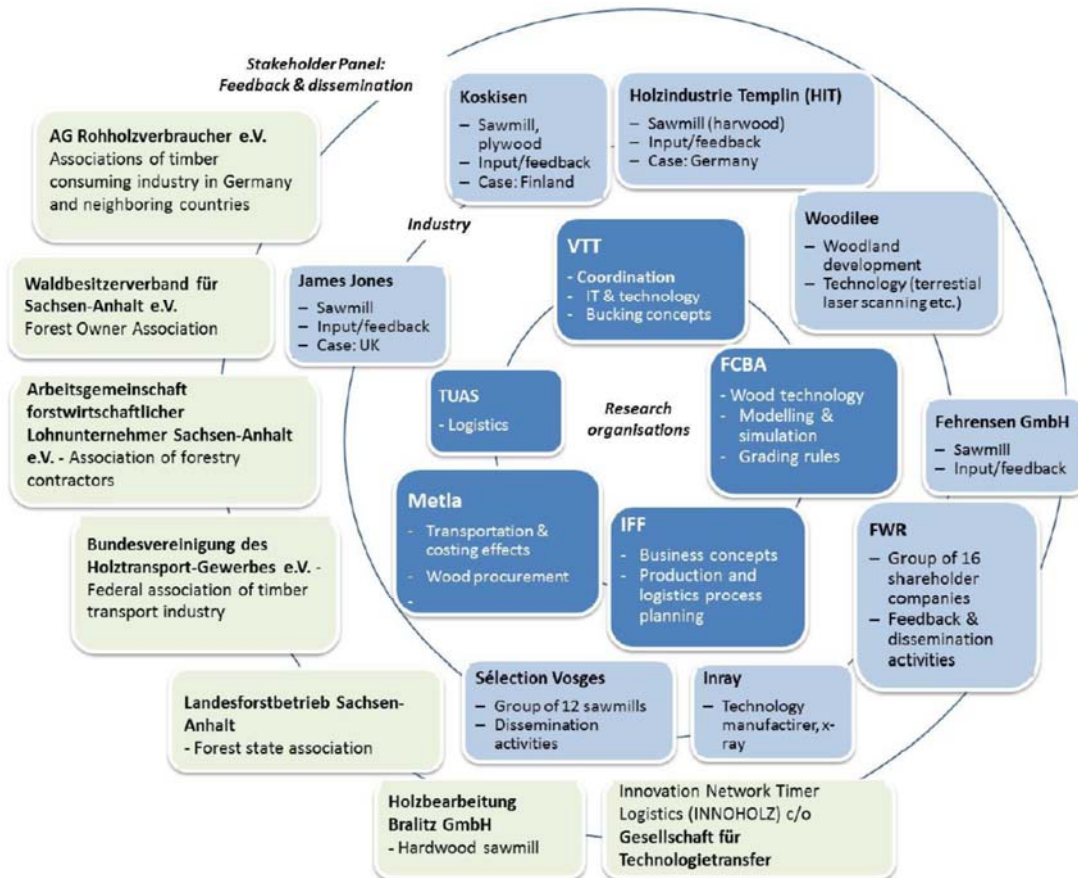 Stakeholder Panel:
Feedback & dissemination
AG Rohholzverbraucher e.V.
Associations of timber
consuming industry in Germany
and neighboring countries
Waldbesitzerverband für
Sachsen-Anhalt e.V.
Forest Owner Association
Arbeitsgemeinschaft
forstwirtschaftlicher
Lohnunternehmer Sachsen-Anhalt
e.V. - Association of forestry
contractors
Bundesvereinigung des
Holztransport-Gewerbes e.V. -
Federal association of timber
transport industry
Landesforstbetrieb Sachsen-
Anhalt
- Forest state association
Holzbearbeitung
Bralitz GmbH
- Hardwood sawmill
Innovation Network Timer
Logistics (INNOHOLZ) c/o
Gesellschaft für
Technologietransfer
Industry
Koskisen
– Sawmill,
plywood
– Input/feedback
– Case: Finland
Holzindustrie Templin (HIT)
– Sawmill (harwood)
– Input/feedback
– Case: Germany
Woodilee
– Woodland
development
– Technology (terrestial
laser scanning etc.)
James Jones
– Sawmill
– Input/feedback
– Case: UK
Fehrensen GmbH
– Sawmill
– Input/feedback
FWR
– Group of 16
shareholder
companies
– Feedback &
dissemination
activities
Sélection Vosges
– Group of 12 sawmills
– Dissemination
activities
Inray
– Technology
manufactirer, x-
ray
Research
organisations
VTT
- Coordination
- IT & technology
- Bucking concepts
TUAS
- Logistics
FCBA
- Wood technology
- Modelling &
simulation
- Grading rules
Metla
- Transportation &
costing effects
- Wood procurement
-
IFF
- Business concepts
- Production and
logistics process
planning